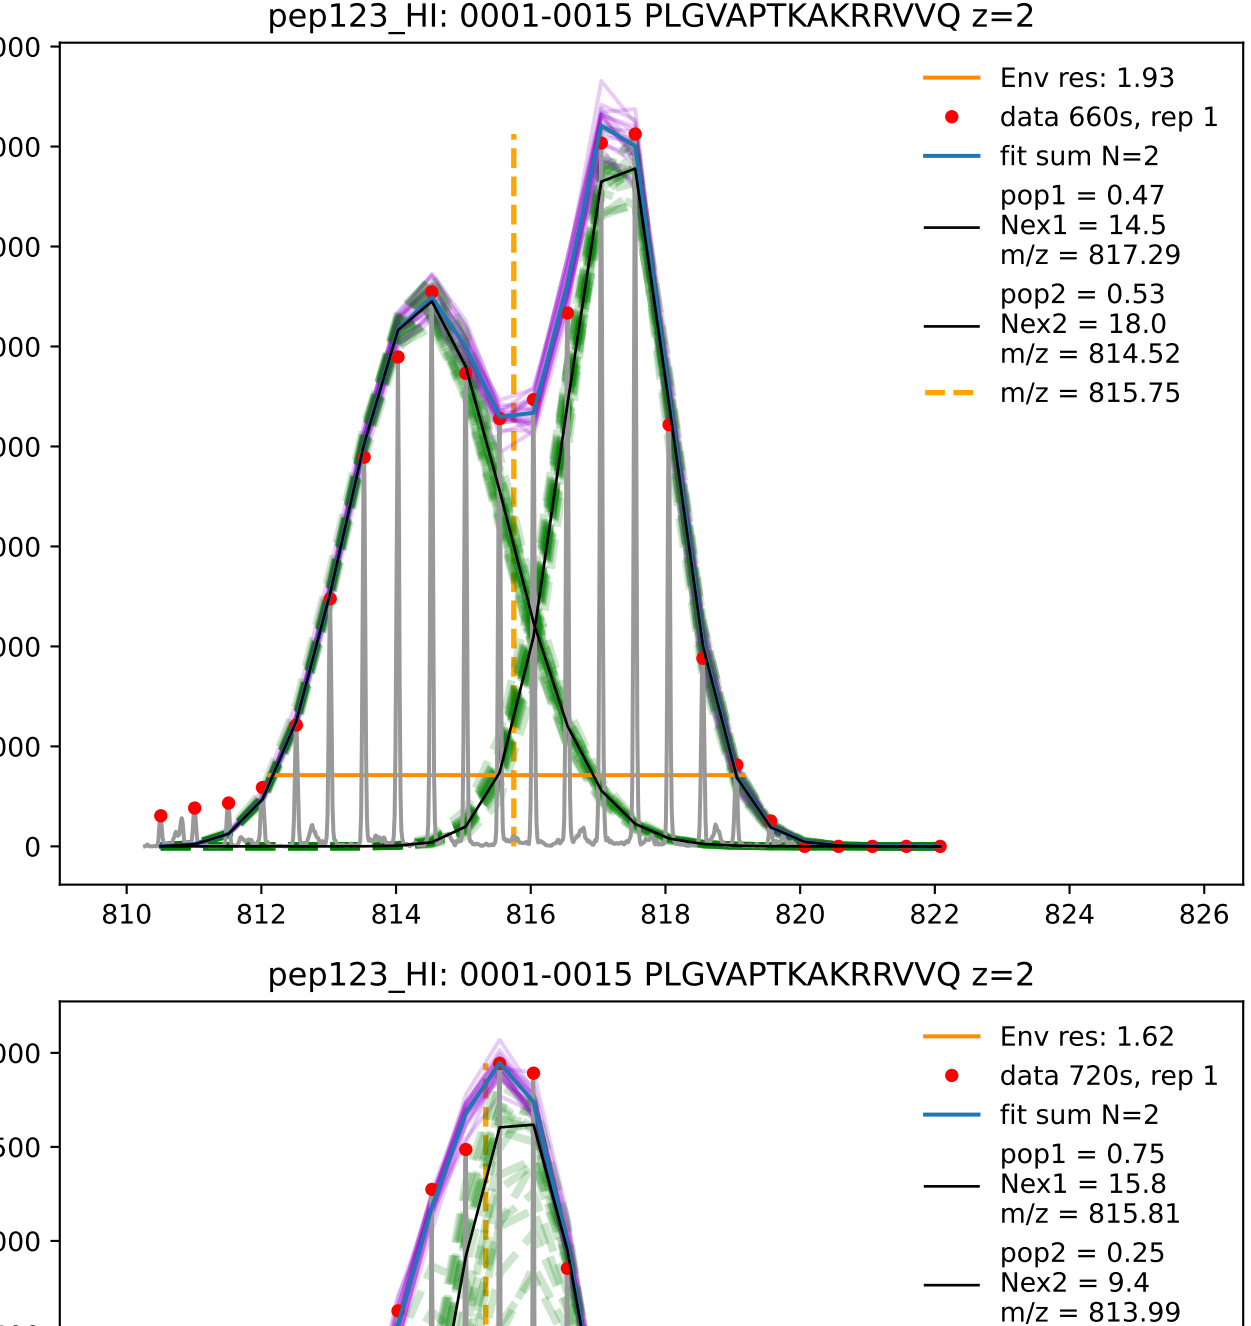 pep123_HI: 0001-0015 PLGVAPTKAKRRVVQ z=2
Env res: 1.93
data 660s, rep 1
fit sum N=2
pop1 = 0.47
Nex1 = 14.5
m/z = 817.29
pop2 = 0.53
Nex2 = 18.0
m/z = 814.52
m/z = 815.75
0
810 812 814 816 818 820 822 824 826
pep123_HI: 0001-0015 PLGVAPTKAKRRVVQ z=2
Env res: 1.62
data 720s, rep 1
fit sum N=2
pop1 = 0.75
Nex1 = 15.8
m/z = 815.81
pop2 = 0.25
Nex2 = 9.4
m/z = 813.99